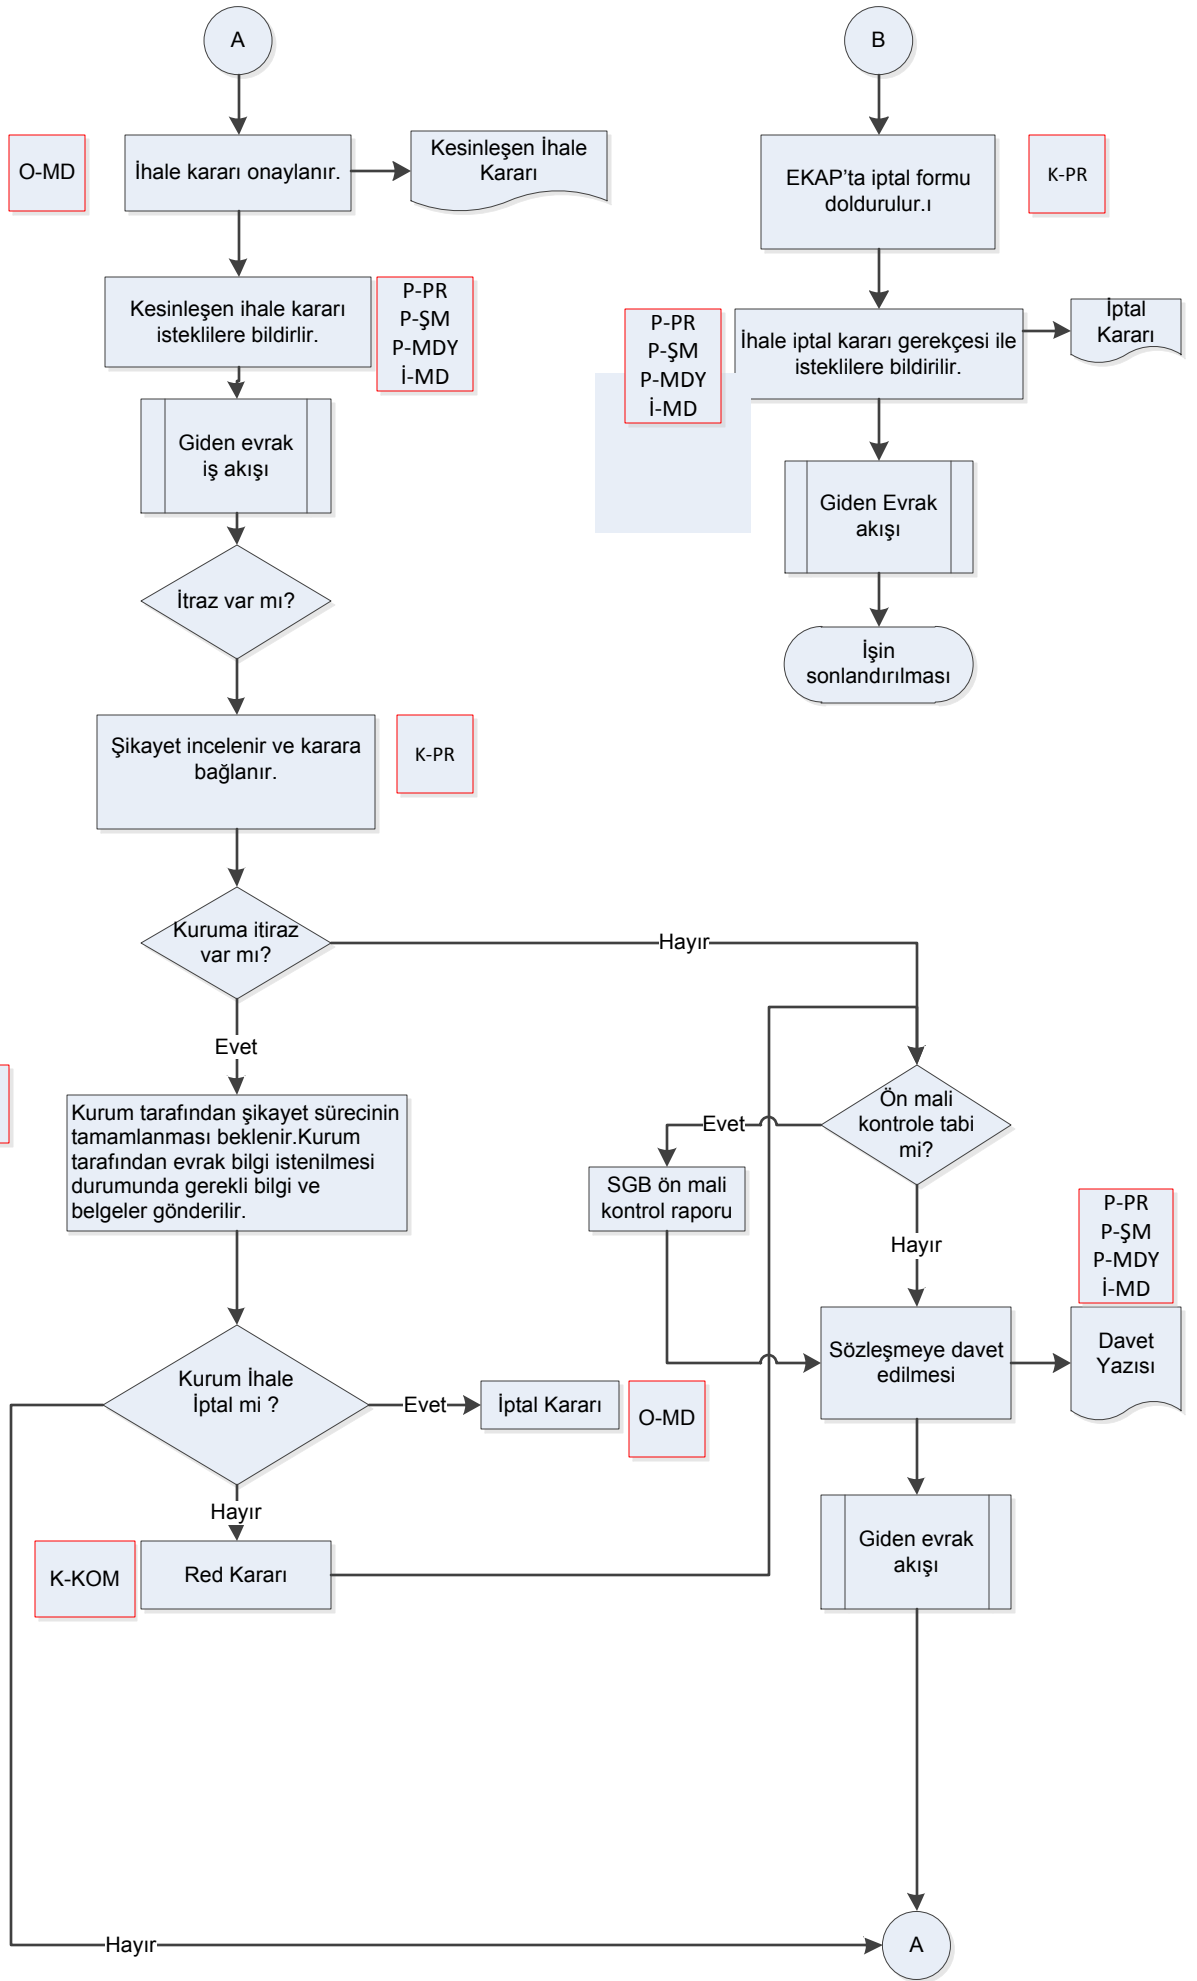 A
O-MD
İhale kararı onaylanır.
Kesinleşen İhale
Kararı
Kesinleşen ihale kararı
isteklilere bildirlir.
P-PR
P-ŞM
P-MDY
İ-MD
Giden evrak
iş akışı
İtraz var mı?
Şikayet incelenir ve karara
bağlanır.
K-PR
Kuruma itiraz
var mı?
Hayır
Evet
Kurum tarafından şikayet sürecinin
tamamlanması beklenir.Kurum
tarafından evrak bilgi istenilmesi
durumunda gerekli bilgi ve
belgeler gönderilir.
Kurum İhale
İptal mi ?
Evet
İptal Kararı
O-MD
Hayır
K-KOM
Red Kararı
Hayır
B
EKAP’ta iptal formu
doldurulur.ı
K-PR
P-PR
P-ŞM
P-MDY
İ-MD
İhale iptal kararı gerekçesi ile
isteklilere bildirilir.
İptal
Kararı
Giden Evrak
akışı
İşin
sonlandırılması
Ön mali
kontrole tabi
mi?
Evet
SGB ön mali
kontrol raporu
Hayır
P-PR
P-ŞM
P-MDY
İ-MD
Sözleşmeye davet
edilmesi
Davet
Yazısı
Giden evrak
akışı
A